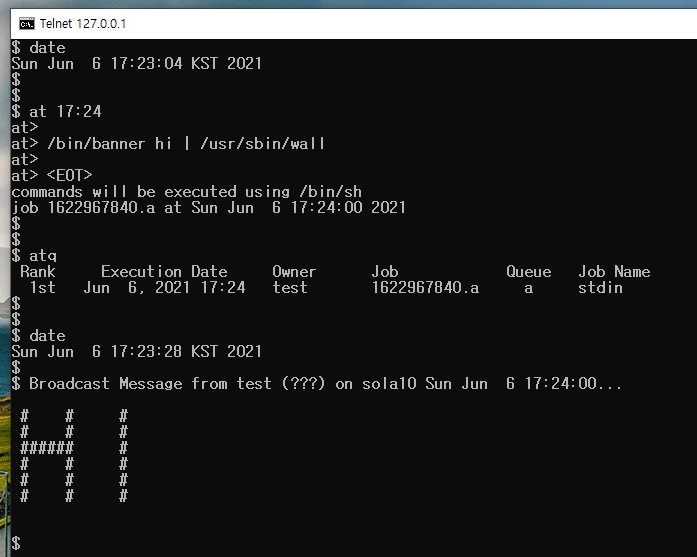 Telnet 127.0.0.1
$ date
Sun Jun  6 17:23:04 KST 2021
$
$
$ at 17:24
at>
at> /bin/banner hi | /usr/sbin/wall
at>
at> <EOT>
commands will be executed using /bin/sh
job 1622967840.a at Sun Jun  6 17:24:00 2021
$
$
$ atq
 Rank     Execution Date     Owner      Job            Queue   Job Name
  1st   Jun  6, 2021 17:24   test       1622967840.a     a     stdin
$
$
$ date
Sun Jun  6 17:23:28 KST 2021
$
$ Broadcast Message from test (???) on sola10 Sun Jun  6 17:24:00...

 #    #     #
 #    #     #
 ######     #
 #    #     #
 #    #     #
 #    #     #

$